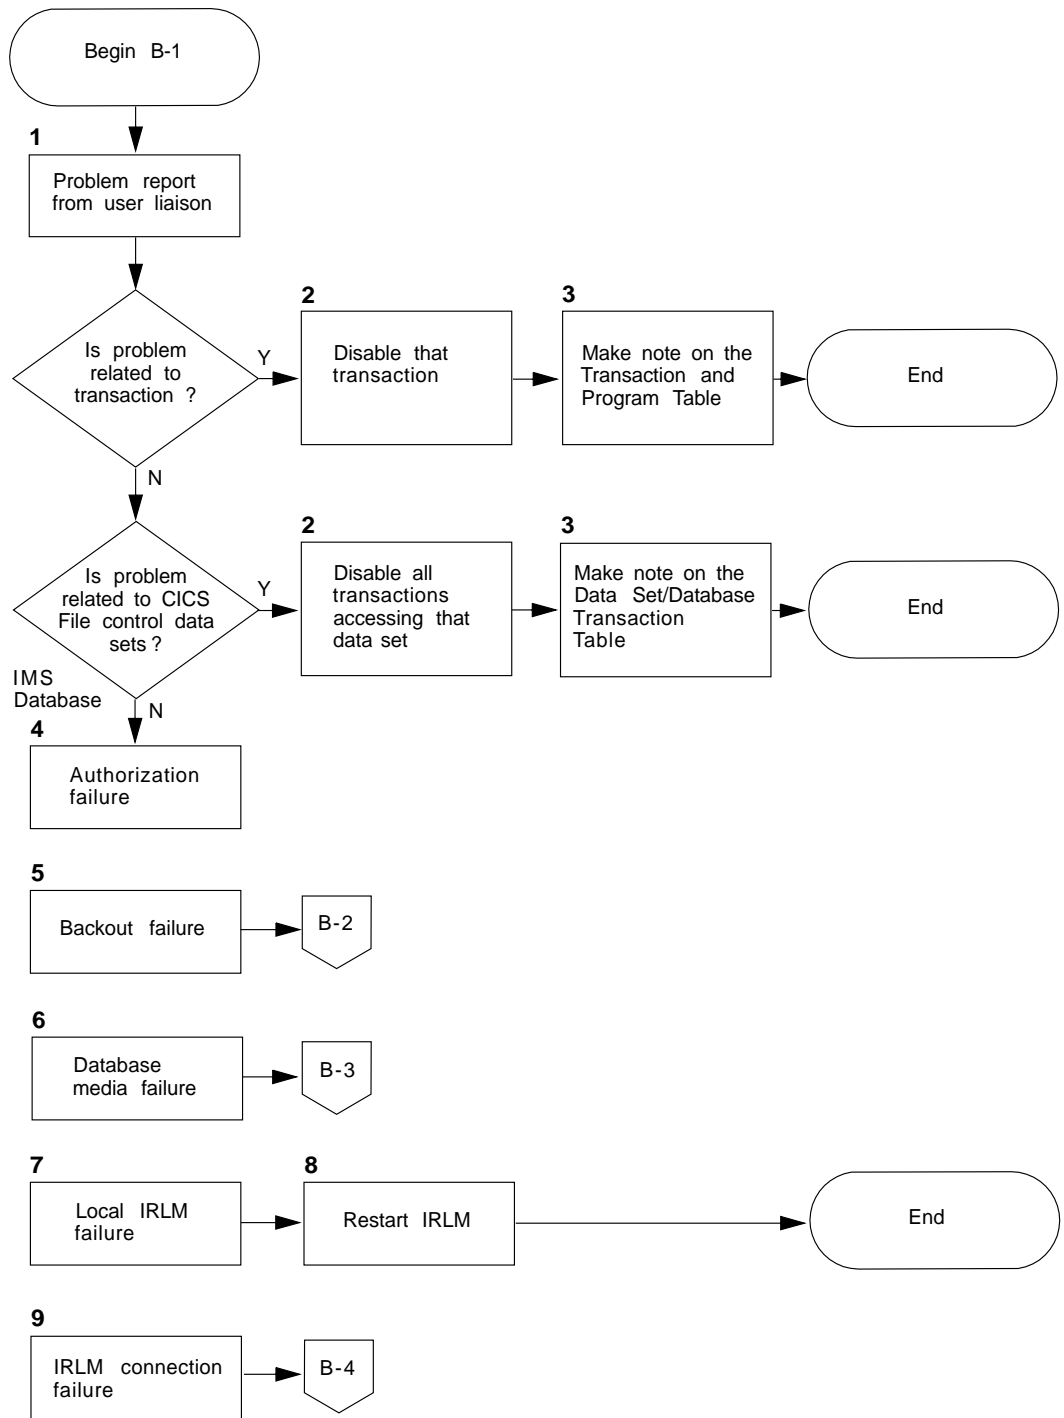 Begin B-1
1
Problem report
from user liaison
Is problem
related to
transaction ?
Y
2
Disable that
transaction
3
Make note on the
Transaction and
Program Table
End
N
Is problem
related to CICS
File control data
sets ?
Y
2
Disable all
transactions
accessing that
data set
3
Make note on the
Data Set/Database
Transaction
Table
End
IMS
Database
N
4
Authorization
failure
5
Backout failure
B-2
6
Database
media failure
B-3
7
Local IRLM
failure
8
Restart IRLM
End
9
IRLM connection
failure
B-4